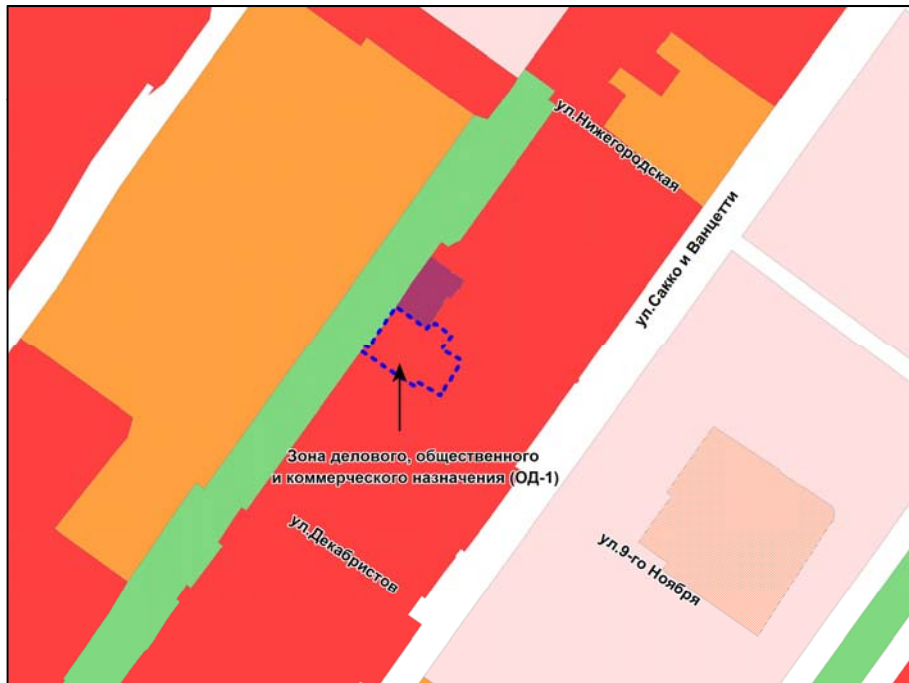 ул.Нижегородская
ул.Сакко и Ванцетти
Зона делового, общественного
и коммерческого назначения (ОД-1)
ул.Декабристов
ул.9-го Ноября